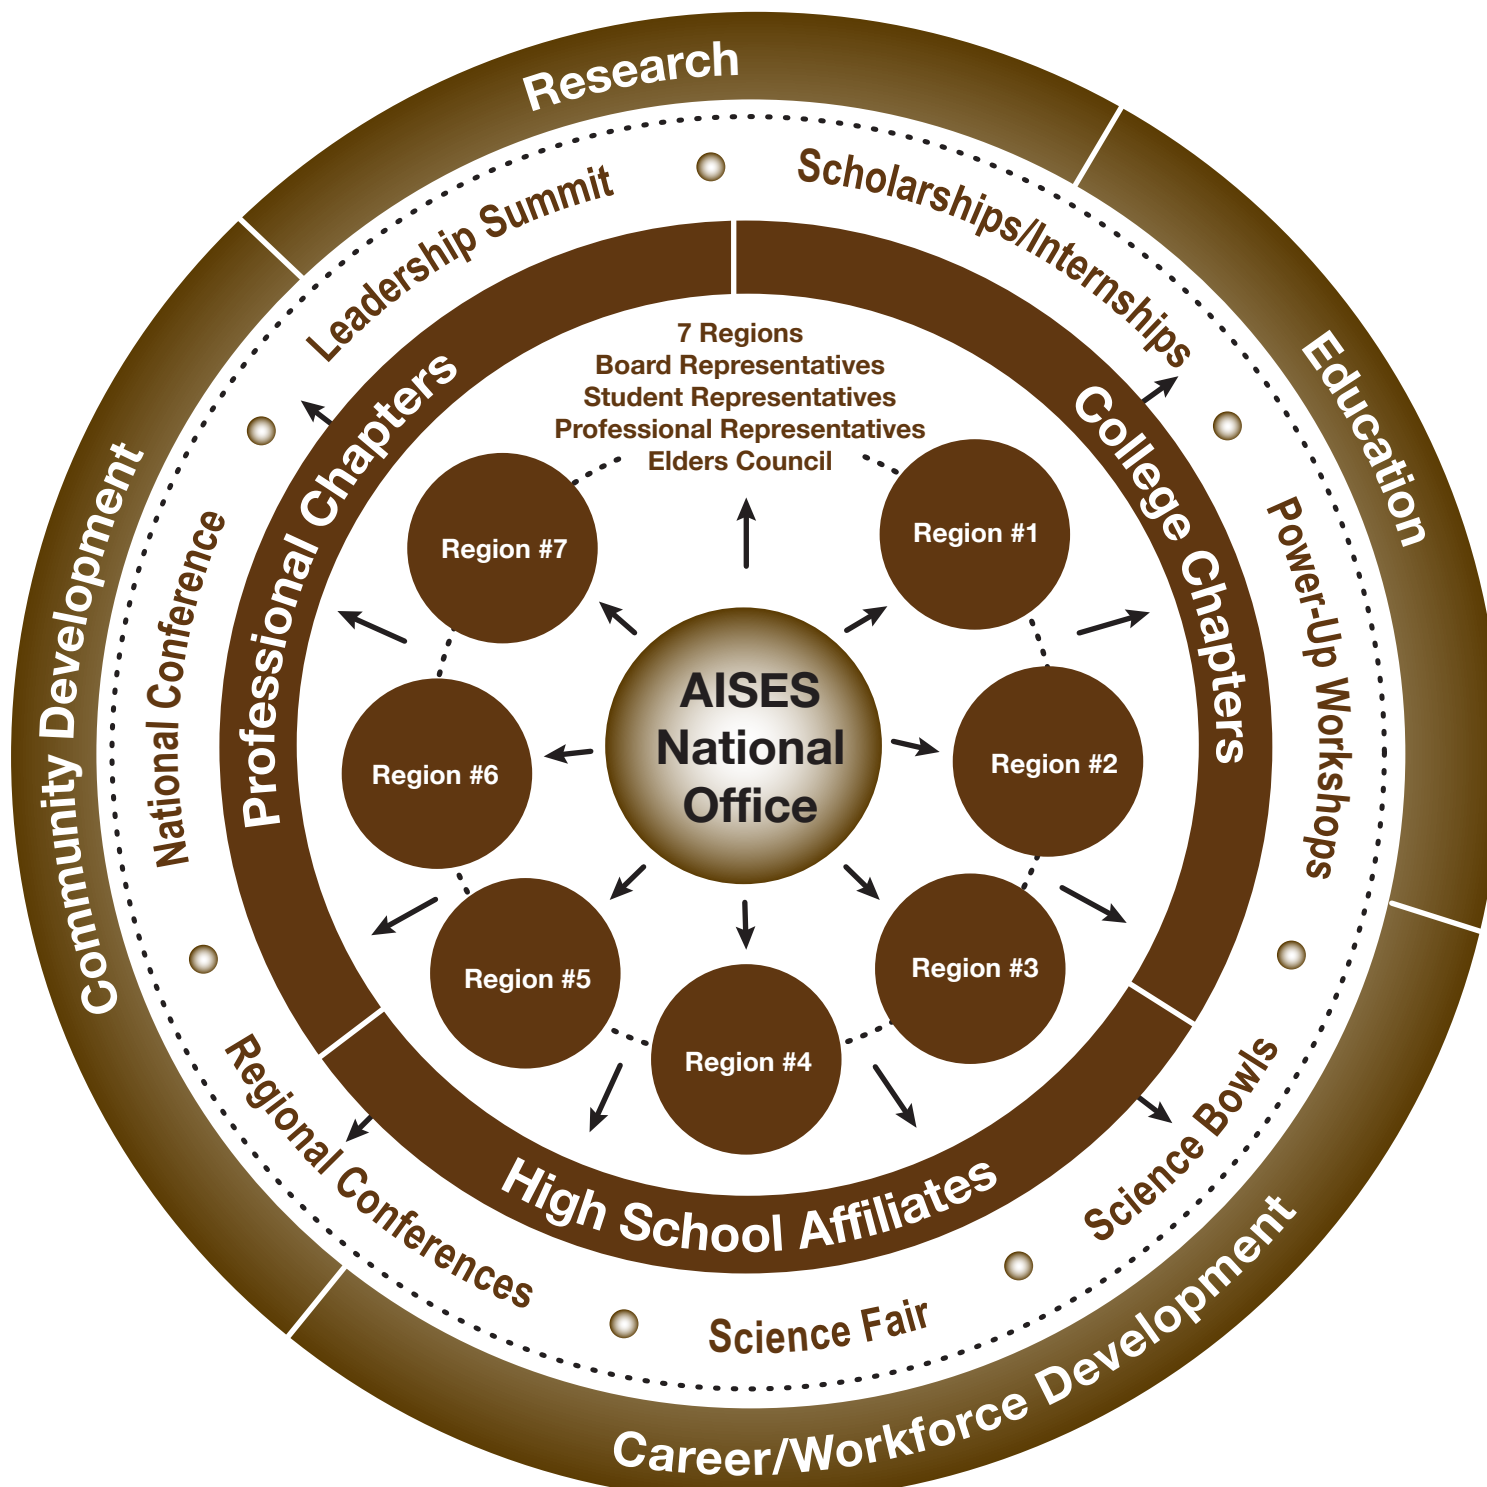 Research
Education
Career/Workforce Development
Community Development
Leadership Summit
Scholarships/Internships
Power-Up Workshops
Science Bowls
Science Fair
Regional Conferences
National Conference
Professional Chapters
College Chapters
High School Affiliates
7 Regions
Board Representatives
Student Representatives
Professional Representatives
Elders Council
Region #1
Region #2
Region #3
Region #4
Region #5
Region #6
Region #7
AISES
National
Office